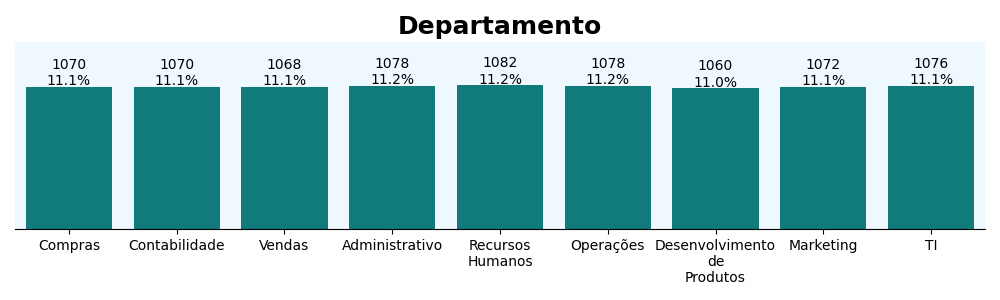 Departamento
1070
11.1%
1070
11.1%
1068
11.1%
1078
11.2%
1082
11.2%
1078
11.2%
1060
11.0%
1072
11.1%
1076
11.1%
Compras
Contabilidade
Vendas
Administrativo
Recursos
Humanos
Operações
Desenvolvimento
de
Produtos
Marketing
TI